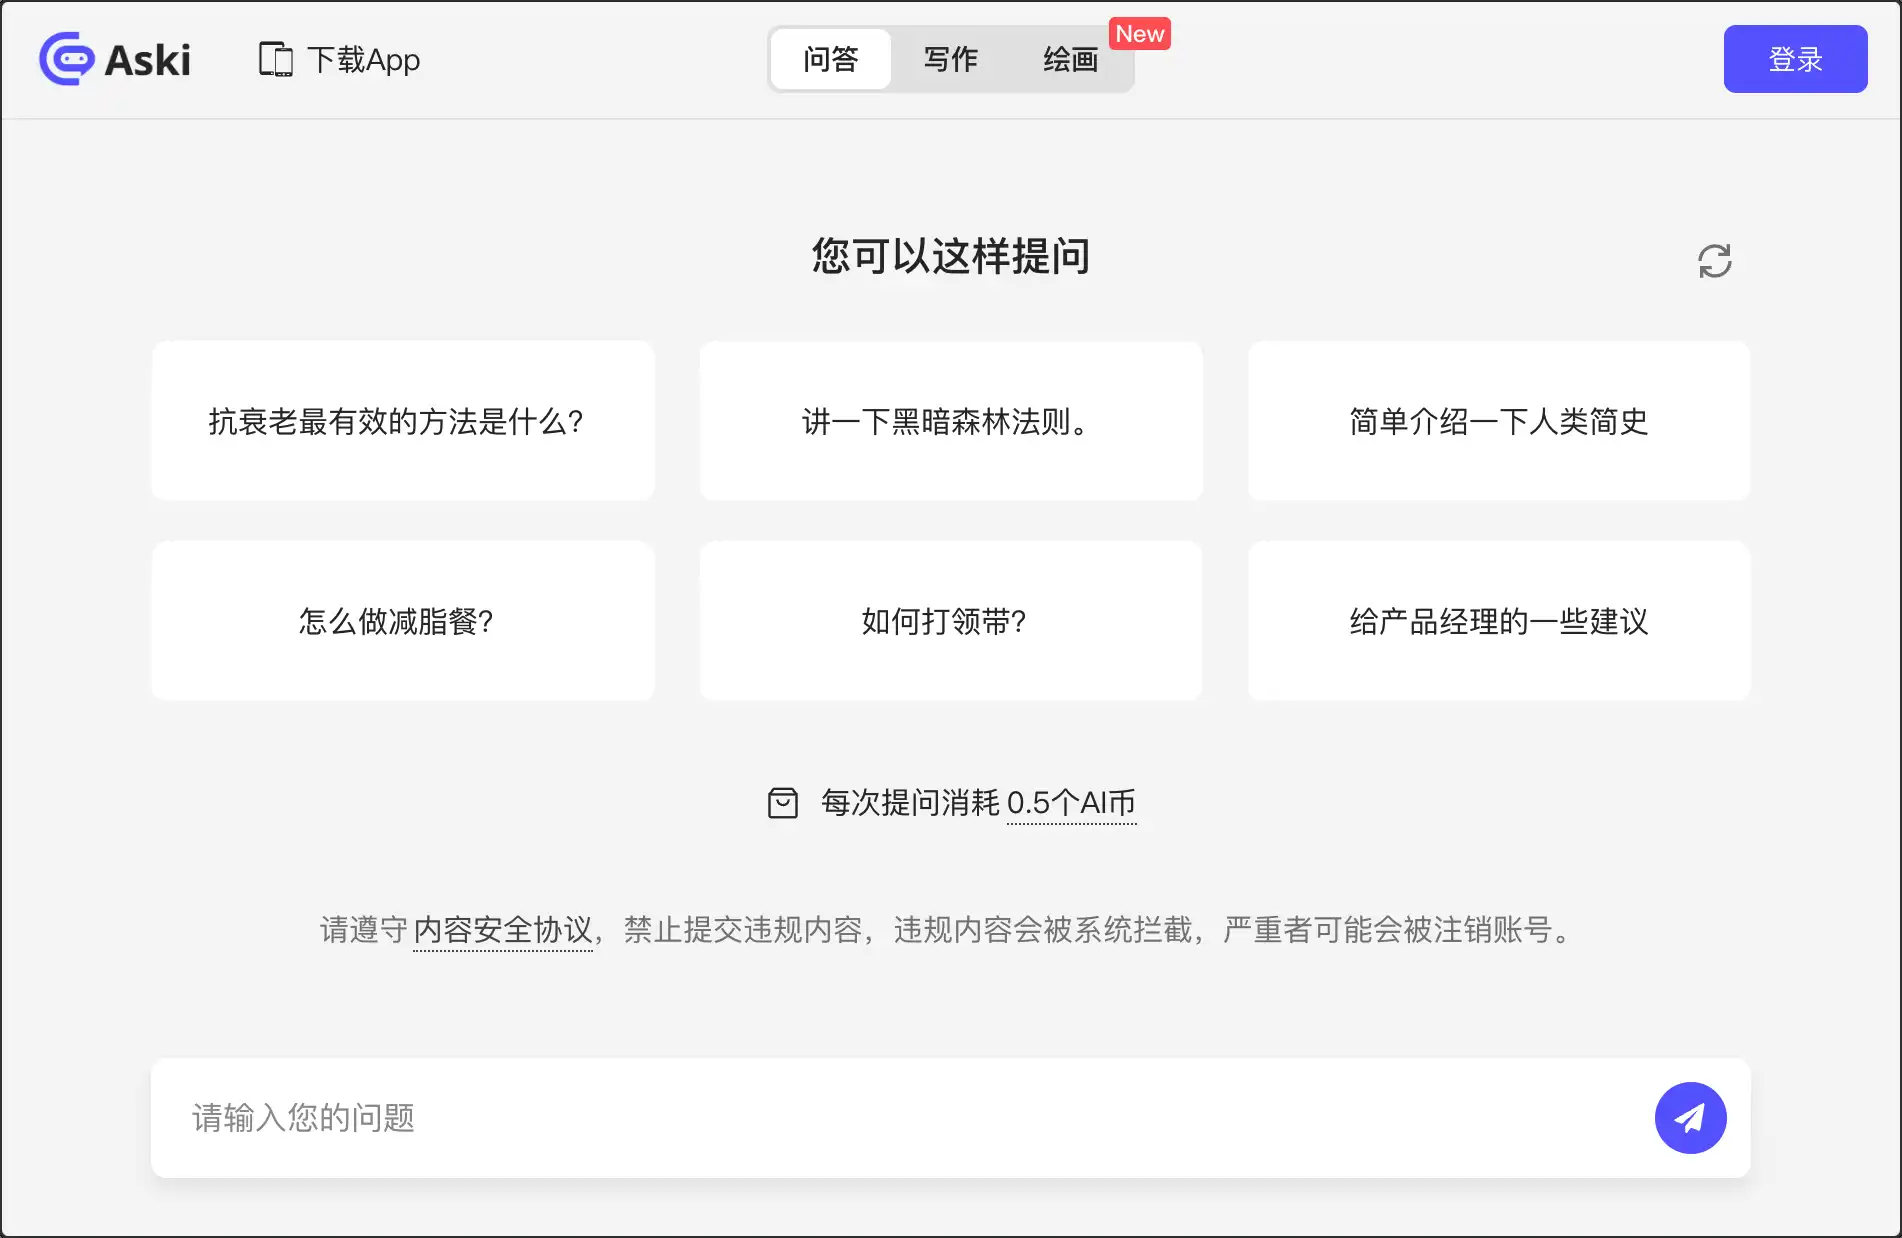 Aski
下载App
问答
写作
绘画
New
登录
您可以这样提问
抗衰老最有效的方法是什么?
讲一下黑暗森林法则。
简单介绍一下人类简史
怎么做减脂餐?
如何打领带?
给产品经理的一些建议
每次提问消耗 0.5个AI币
请遵守 内容安全协议，禁止提交违规内容，违规内容会被系统拦截，严重者可能会被注销账号。
请输入您的问题